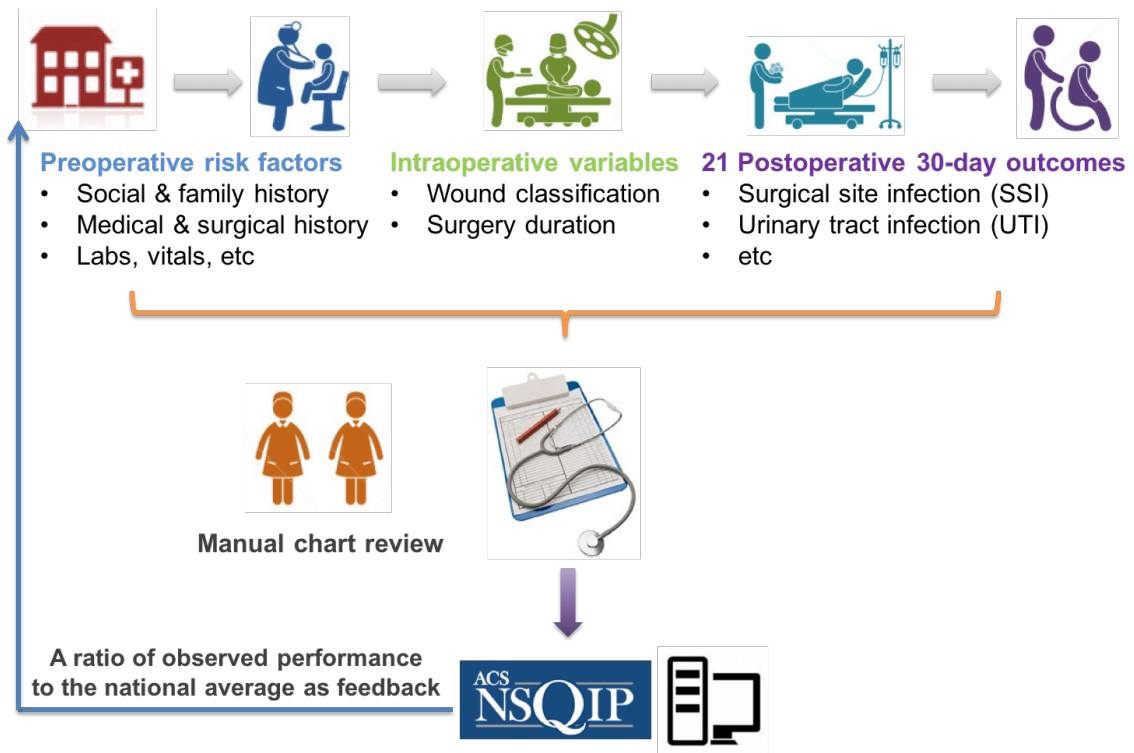 Preoperative risk factors
• Social & family history
• Medical & surgical history
• Labs, vitals, etc
Intraoperative variables
• Wound classification
• Surgery duration
21 Postoperative 30-day outcomes
• Surgical site infection (SSI)
• Urinary tract infection (UTI)
• etc
Manual chart review
A ratio of observed performance
to the national average as feedback
ACS
NSQIP